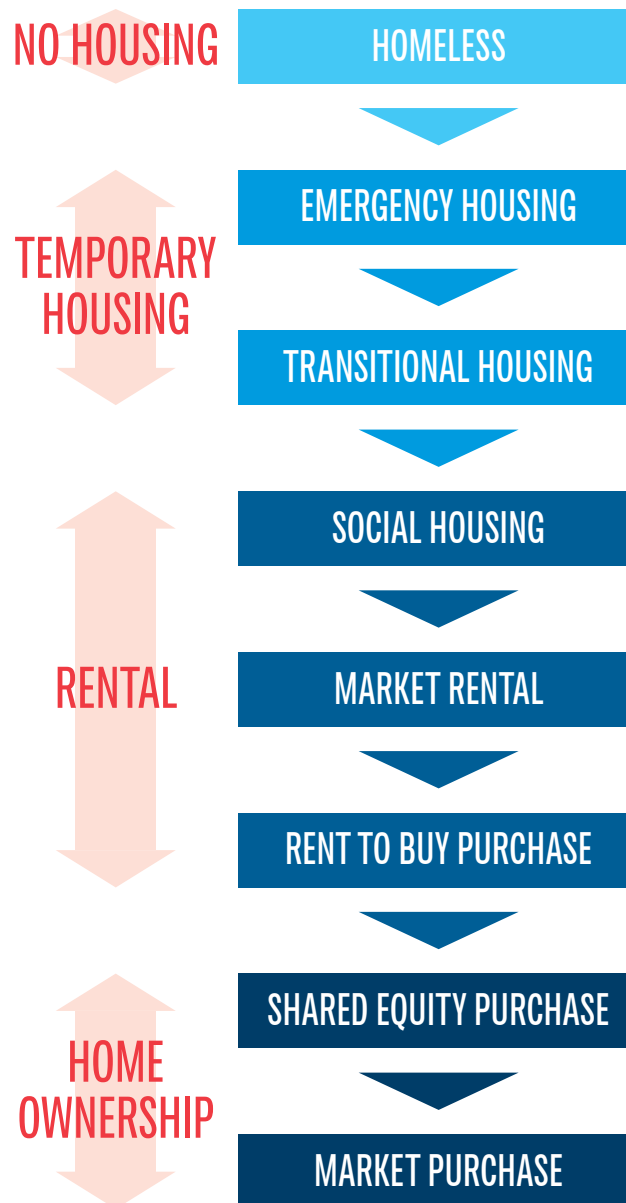 NO HOUSING
HOMELESS
TEMPORARY
HOUSING
EMERGENCY HOUSING
TRANSITIONAL HOUSING
RENTAL
SOCIAL HOUSING
MARKET RENTAL
RENT TO BUY PURCHASE
HOME
OWNERSHIP
SHARED EQUITY PURCHASE
MARKET PURCHASE